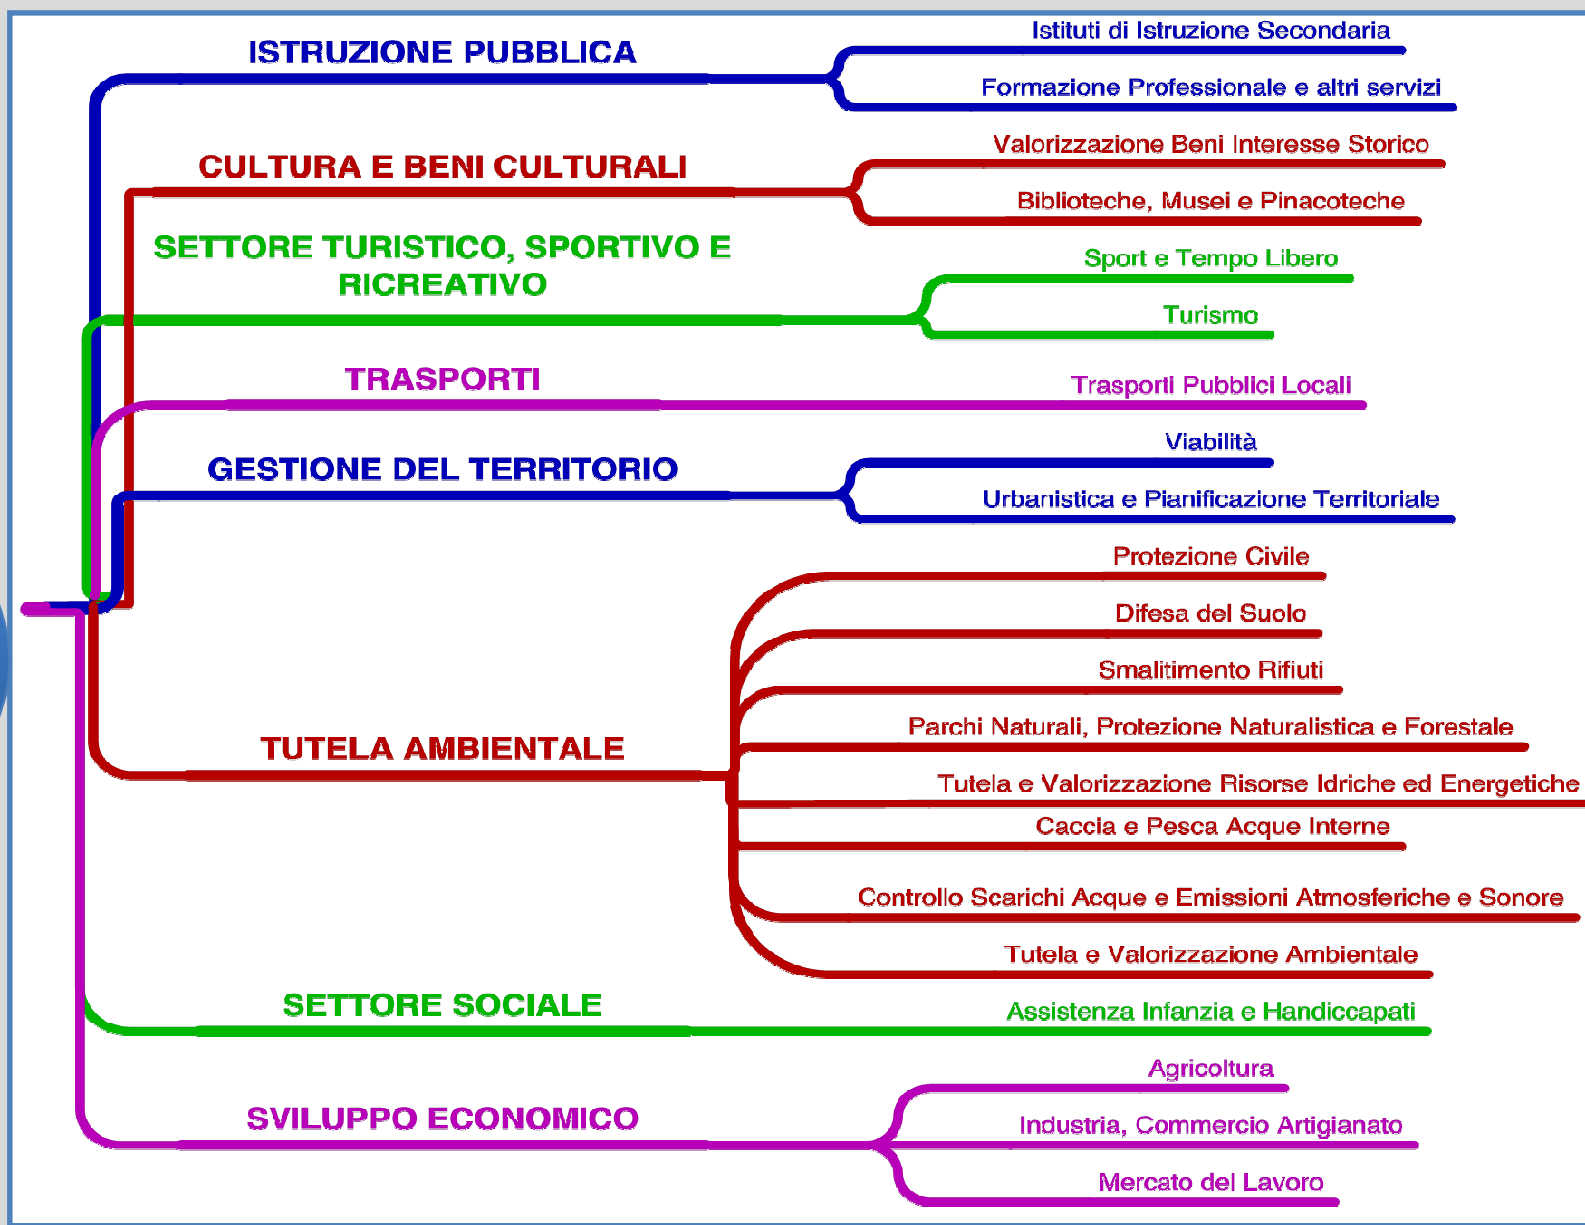 ISTRUZIONE PUBBLICA
Istituti di Istruzione Secondaria
Formazione Professionale e altri servizi
CULTURA E BENI CULTURALI
Valorizzazione Beni Interesse Storico
Biblioteche, Musei e Pinacoteche
SETTORE TURISTICO, SPORTIVO E
RICREATIVO
Sport e Tempo Libero
Turismo
TRASPORTI
Trasporti Pubblici Locali
GESTIONE DEL TERRITORIO
Viabilità
Urbanistica e Pianificazione Territoriale
TUTELA AMBIENTALE
Protezione Civile
Difesa del Suolo
Smalitimento Rifiuti
Parchi Naturali, Protezione Naturalistica e Forestale
Tutela e Valorizzazione Risorse Idriche ed Energetiche
Caccia e Pesca Acque Interne
Controllo Scarichi Acque e Emissioni Atmosferiche e Sonore
Tutela e Valorizzazione Ambientale
SETTORE SOCIALE
Assistenza Infanzia e Handiccapati
SVILUPPO ECONOMICO
Agricoltura
Industria, Commercio Artigianato
Mercato del Lavoro